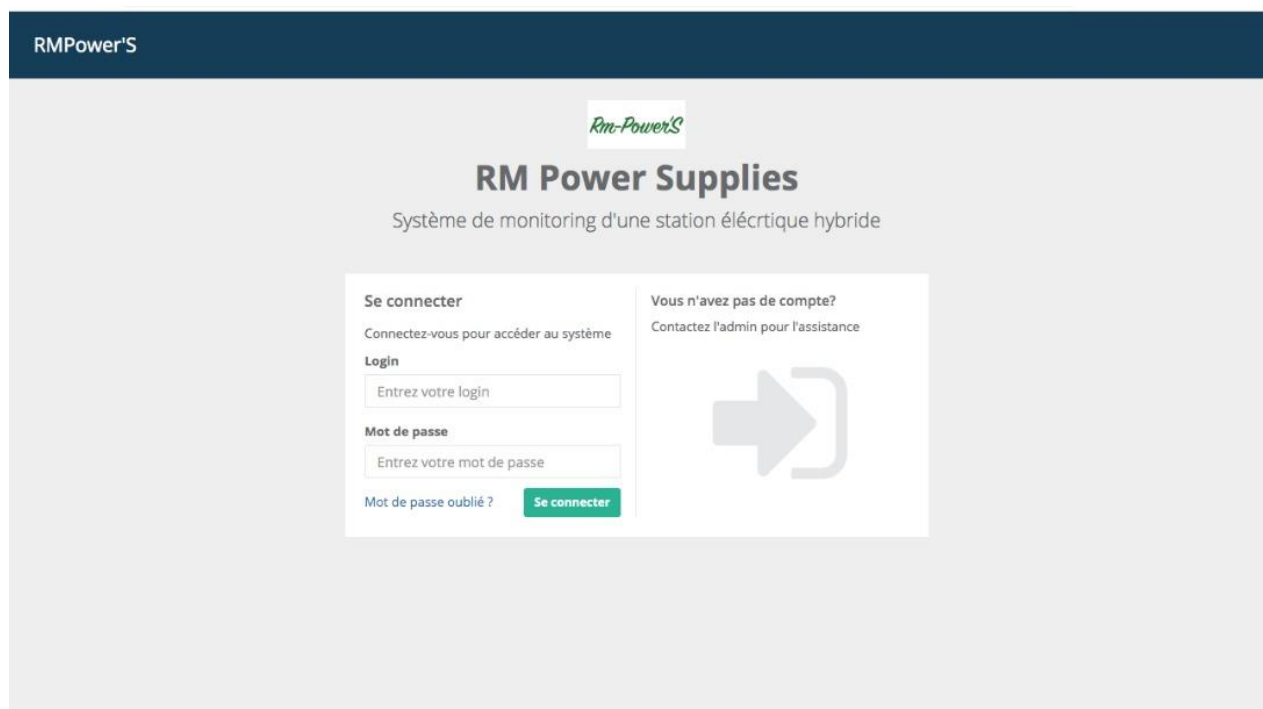 RMPower'S
Rm-Power'S
RM Power Supplies
Système de monitoring d'une station élécrtique hybride
Se connecter
Connectez-vous pour accéder au système
Login
Entrez votre login
Mot de passe
Entrez votre mot de passe
Mot de passe oublié ?
Se connecter
Vous n'avez pas de compte?
Contactez l'admin pour l'assistance